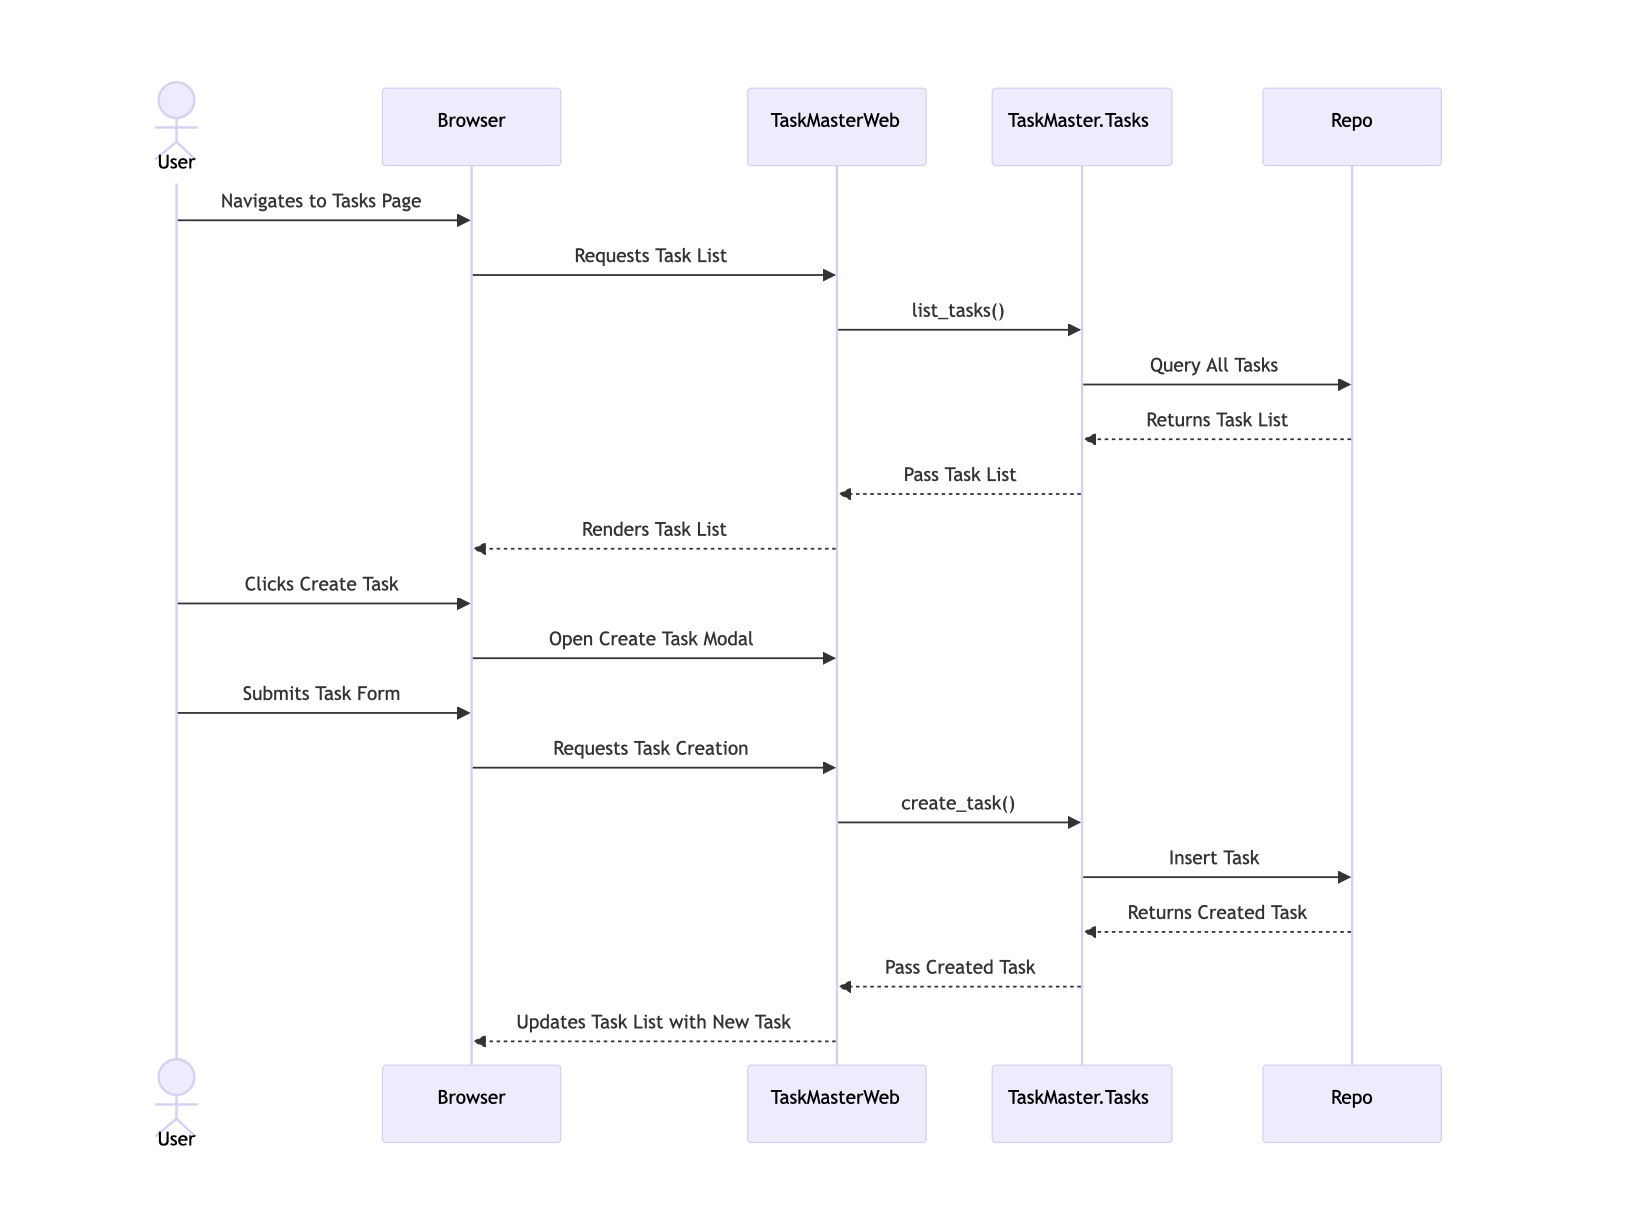 User
Browser
TaskMasterWeb
TaskMaster.Tasks
Repo
Navigates to Tasks Page
Requests Task List
list_tasks()
Query All Tasks
Returns Task List
Pass Task List
Renders Task List
Clicks Create Task
Open Create Task Modal
Submits Task Form
Requests Task Creation
create_task()
Insert Task
Returns Created Task
Pass Created Task
Updates Task List with New Task
User
Browser
TaskMasterWeb
TaskMaster.Tasks
Repo